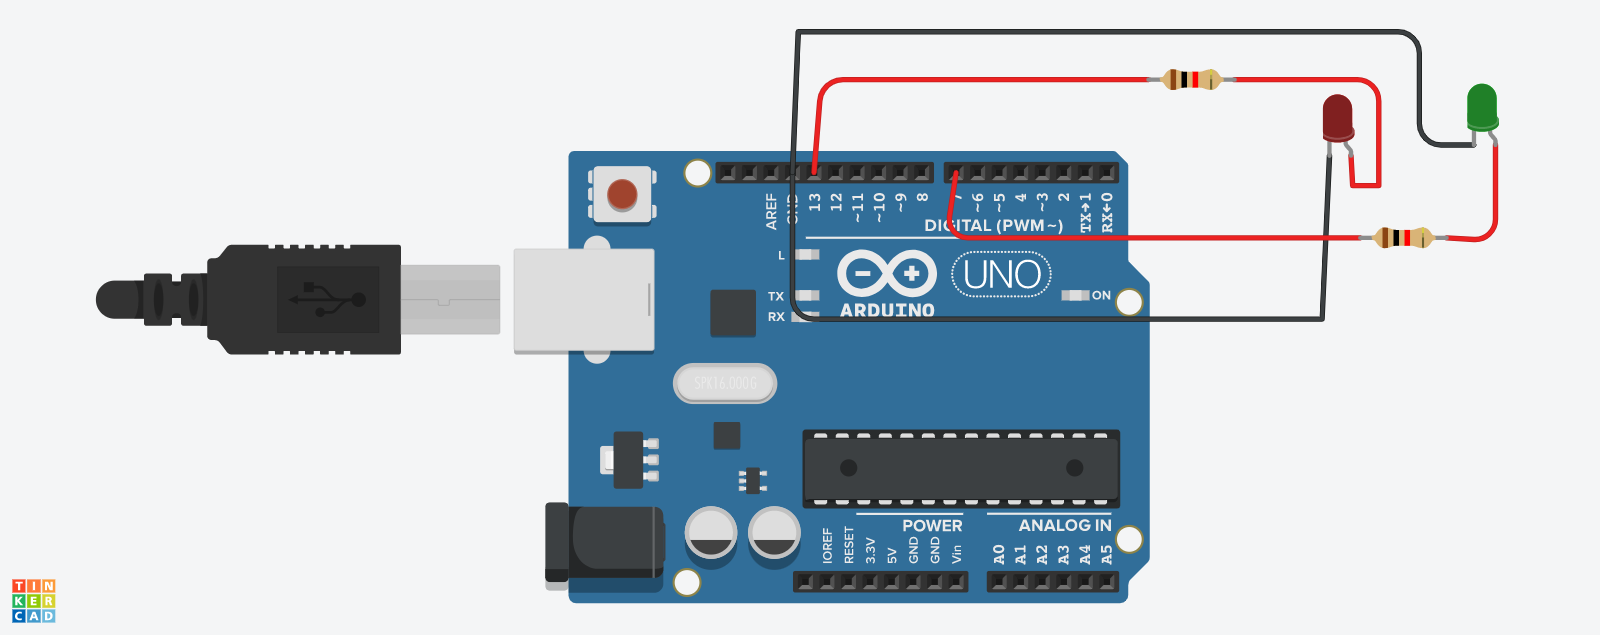 AREF
GND
13
12
~11
~10
~9
8
7
~6
~5
4
~3
2
TX→1
RX←0
DIGITAL (PWM~)
L
TX
RX
ARDUINO
UNO
ON
SPK16.000G
POWER
ANALOG IN
IOREF
RESET
3.3V
5V
GND
GND
Vin
A0
A1
A2
A3
A4
A5
TIN
KER
CAD